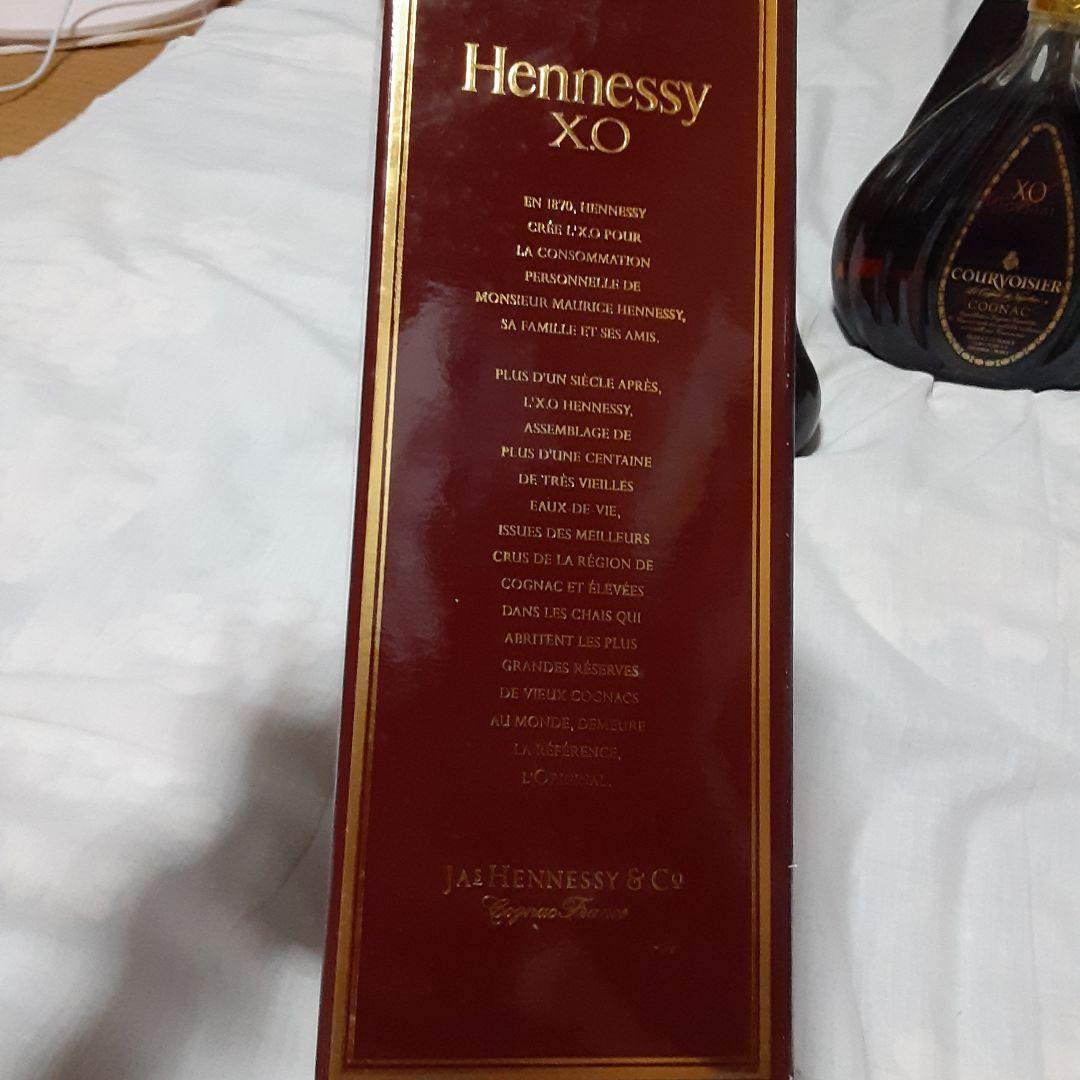 Hennessy
X.O
EN 1870, HENNESSY
CRÉE L'X.O POUR
LA CONSOMMATION
PERSONNELLE DE
MONSIEUR MAURICE HENNESSY,
SA FAMILLE ET SES AMIS.
PLUS D'UN SIÈCLE APRÈS,
L'X.O HENNESSY,
ASSEMBLAGE DE
PLUS D'UNE CENTAINE
DE TRÈS VIEILLES
EAUX-DE-VIE,
ISSUES DES MEILLEURS
CRUS DE LA RÉGION DE
COGNAC ET ÉLEVÉES
DANS LES CHAIS QUI
ABRITENT LES PLUS
GRANDES RÉSERVES
DE VIEUX COGNACS
AU MONDE, DEMEURE
LA RÉFÉRENCE,
L'ORIGINAL.
JAS HENNESSY & CO
Cognac France
XO
COURVOISIER
COGNAC